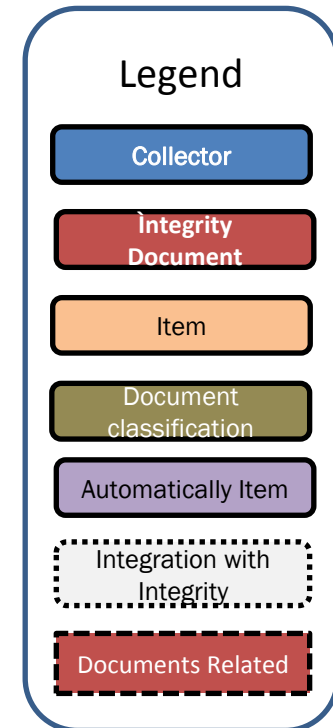 Legend
Collector
Ìntegrity
Document
Item
Document
classification
Automatically Item
Integration with
Integrity
Documents Related